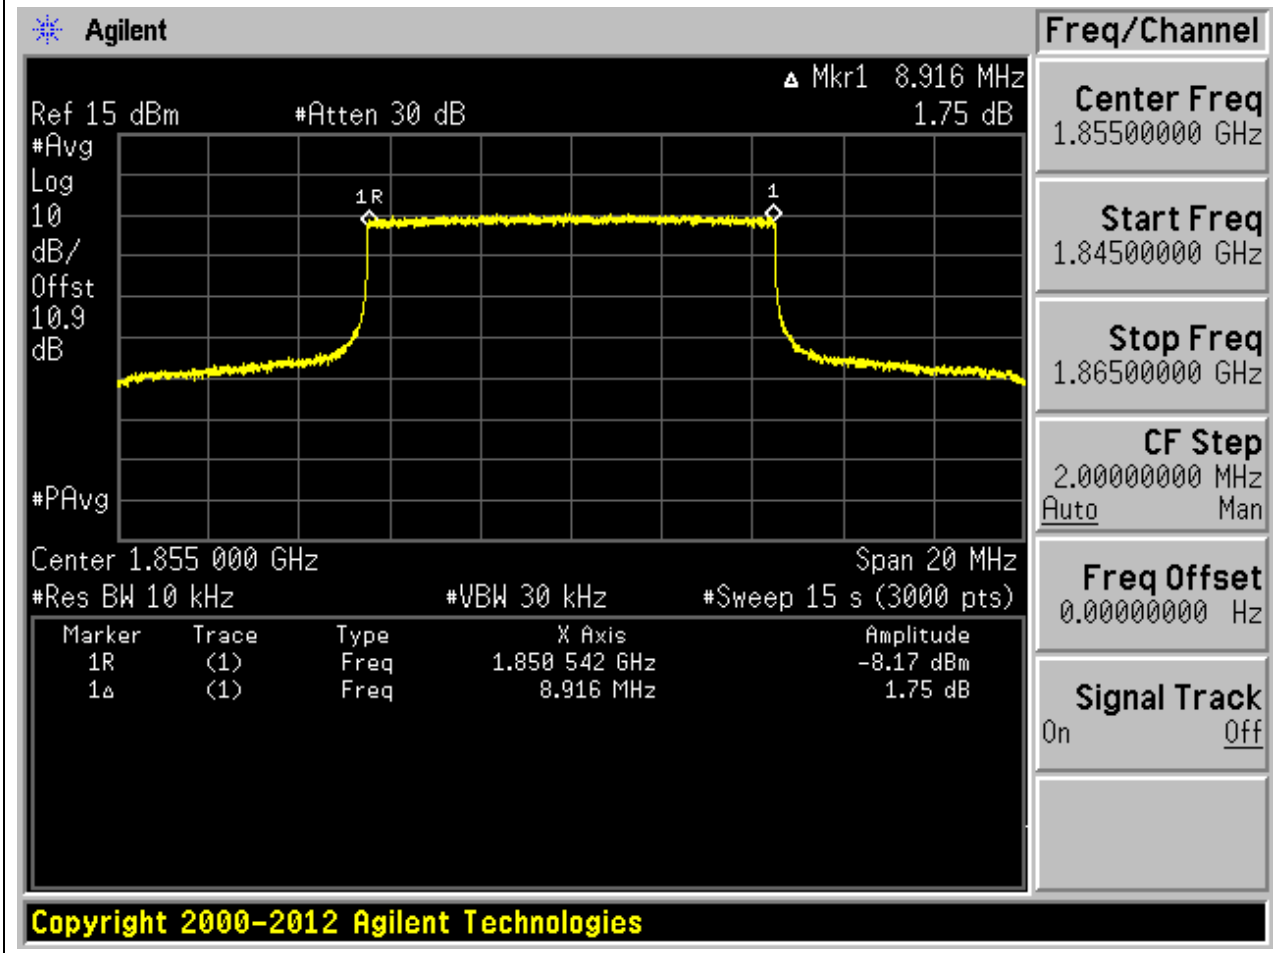 Agilent
Freq/Channel
Δ Mkr1 8.916 MHz
Ref 15 dBm #Atten 30 dB 1.75 dB
#Avg
Log
10
dB/
Offst
10.9
dB
1R
1
#PAvg
Center 1.855 000 GHz Span 20 MHz
#Res BW 10 kHz #VBW 30 kHz #Sweep 15 s (3000 pts)
Marker Trace Type X Axis Amplitude
1R (1) Freq 1.850 542 GHz -8.17 dBm
1Δ (1) Freq 8.916 MHz 1.75 dB
Center Freq
1.85500000 GHz
Start Freq
1.84500000 GHz
Stop Freq
1.86500000 GHz
CF Step
2.00000000 MHz
Auto Man
Freq Offset
0.00000000 Hz
Signal Track
On Off
Copyright 2000-2012 Agilent Technologies